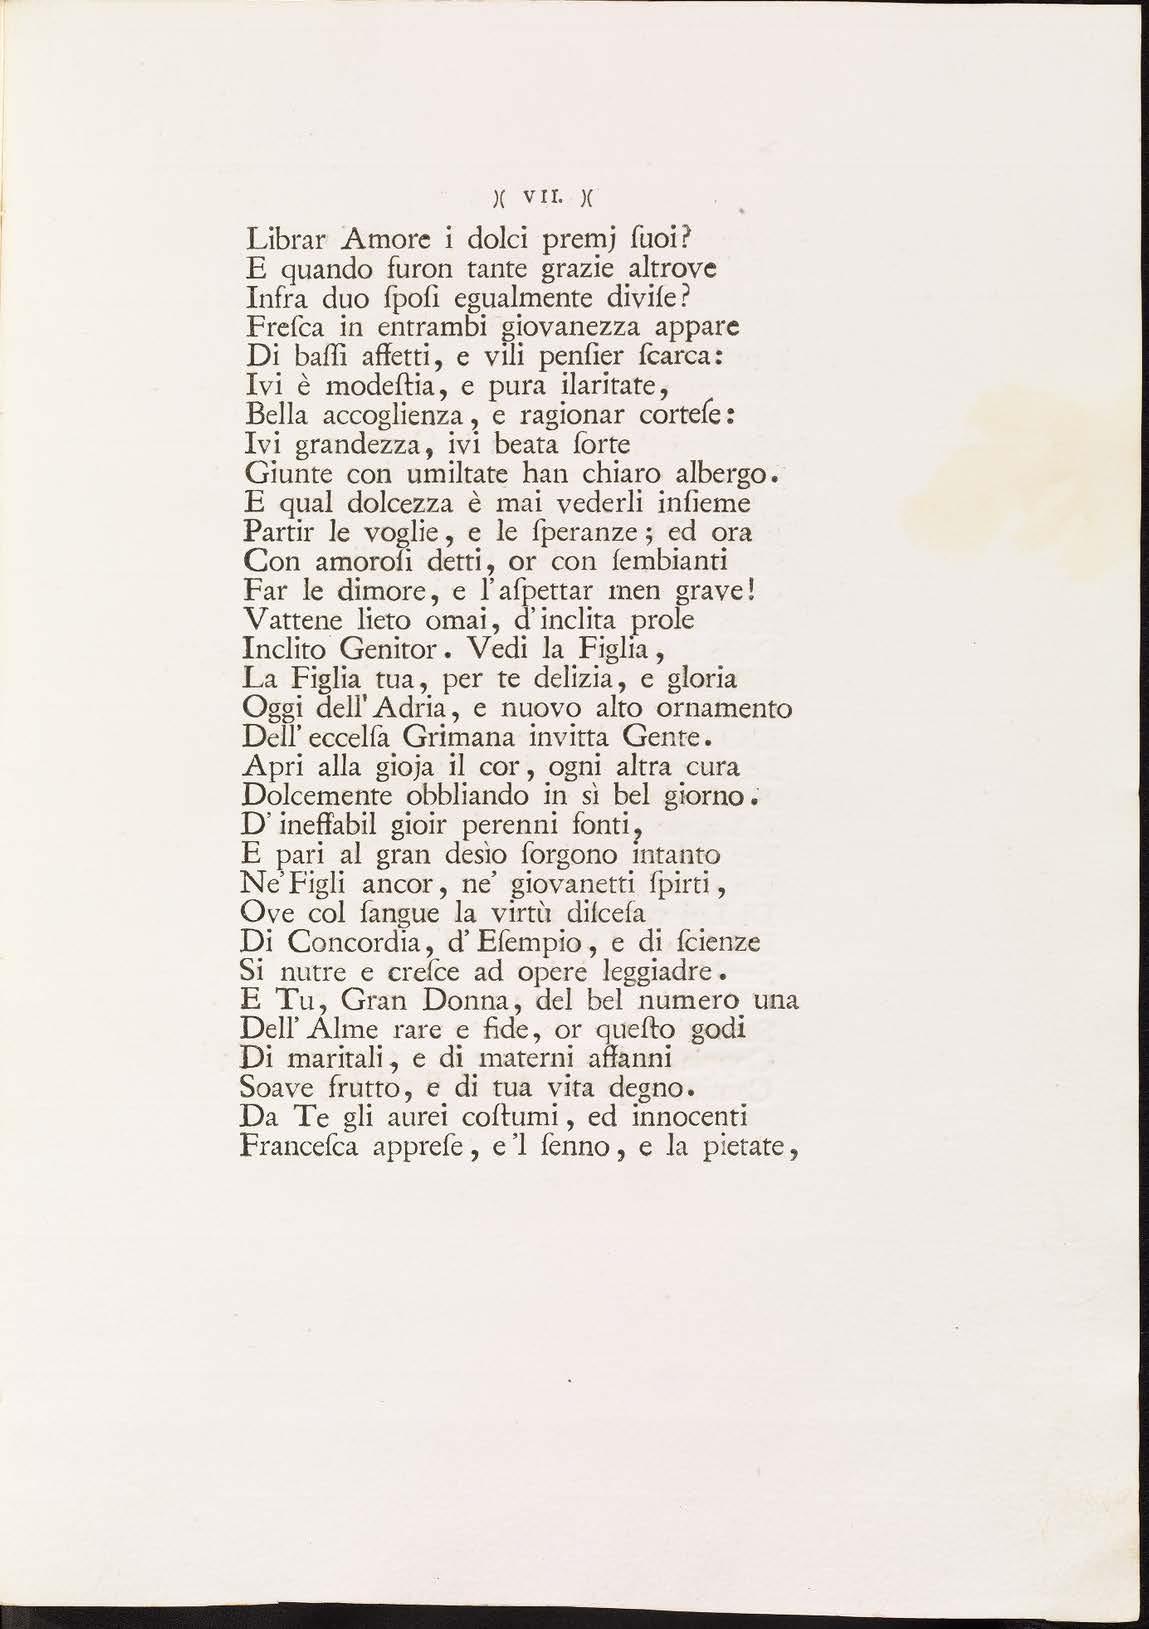 )( VII. )(
Librar Amore i dolci premj ſuoi?
E quando furon tante grazie altrove
Infra duo ſpoſi egualmente diviſe?
Freſca in entrambi giovanezza appare
Di baſſi affetti, e vili penſier ſcarca:
Ivi è modeſtia, e pura ilaritate,
Bella accoglienza, e ragionar corteſe:
Ivi grandezza, ivi beata ſorte
Giunte con umiltate han chiaro albergo.
E qual dolcezza è mai vederli inſieme
Partir le voglie, e le ſperanze; ed ora
Con amoroſi detti, or con ſembianti
Far le dimore, e l'aſpettar men grave!
Vattene lieto omai, d'inclita prole
Inclito Genitor. Vedi la Figlia,
La Figlia tua, per te delizia, e gloria
Oggi dell'Adria, e nuovo alto ornamento
Dell'eccelſa Grimana invitta Gente.
Apri alla gioja il cor, ogni altra cura
Dolcemente obbliando in sì bel giorno.
D'ineffabil gioir perenni fonti,
E pari al gran desìo ſorgono intanto
Ne'Figli ancor, ne' giovanetti ſpirti,
Ove col ſangue la virtù diſceſa
Di Concordia, d'Eſempio, e di ſcienze
Si nutre e creſce ad opere leggiadre.
E Tu, Gran Donna, del bel numero una
Dell'Alme rare e fide, or queſto godi
Di maritali, e di materni affanni
Soave frutto, e di tua vita degno.
Da Te gli aurei coſtumi, ed innocenti
Franceſca appreſe, e'l ſenno, e la pietate,